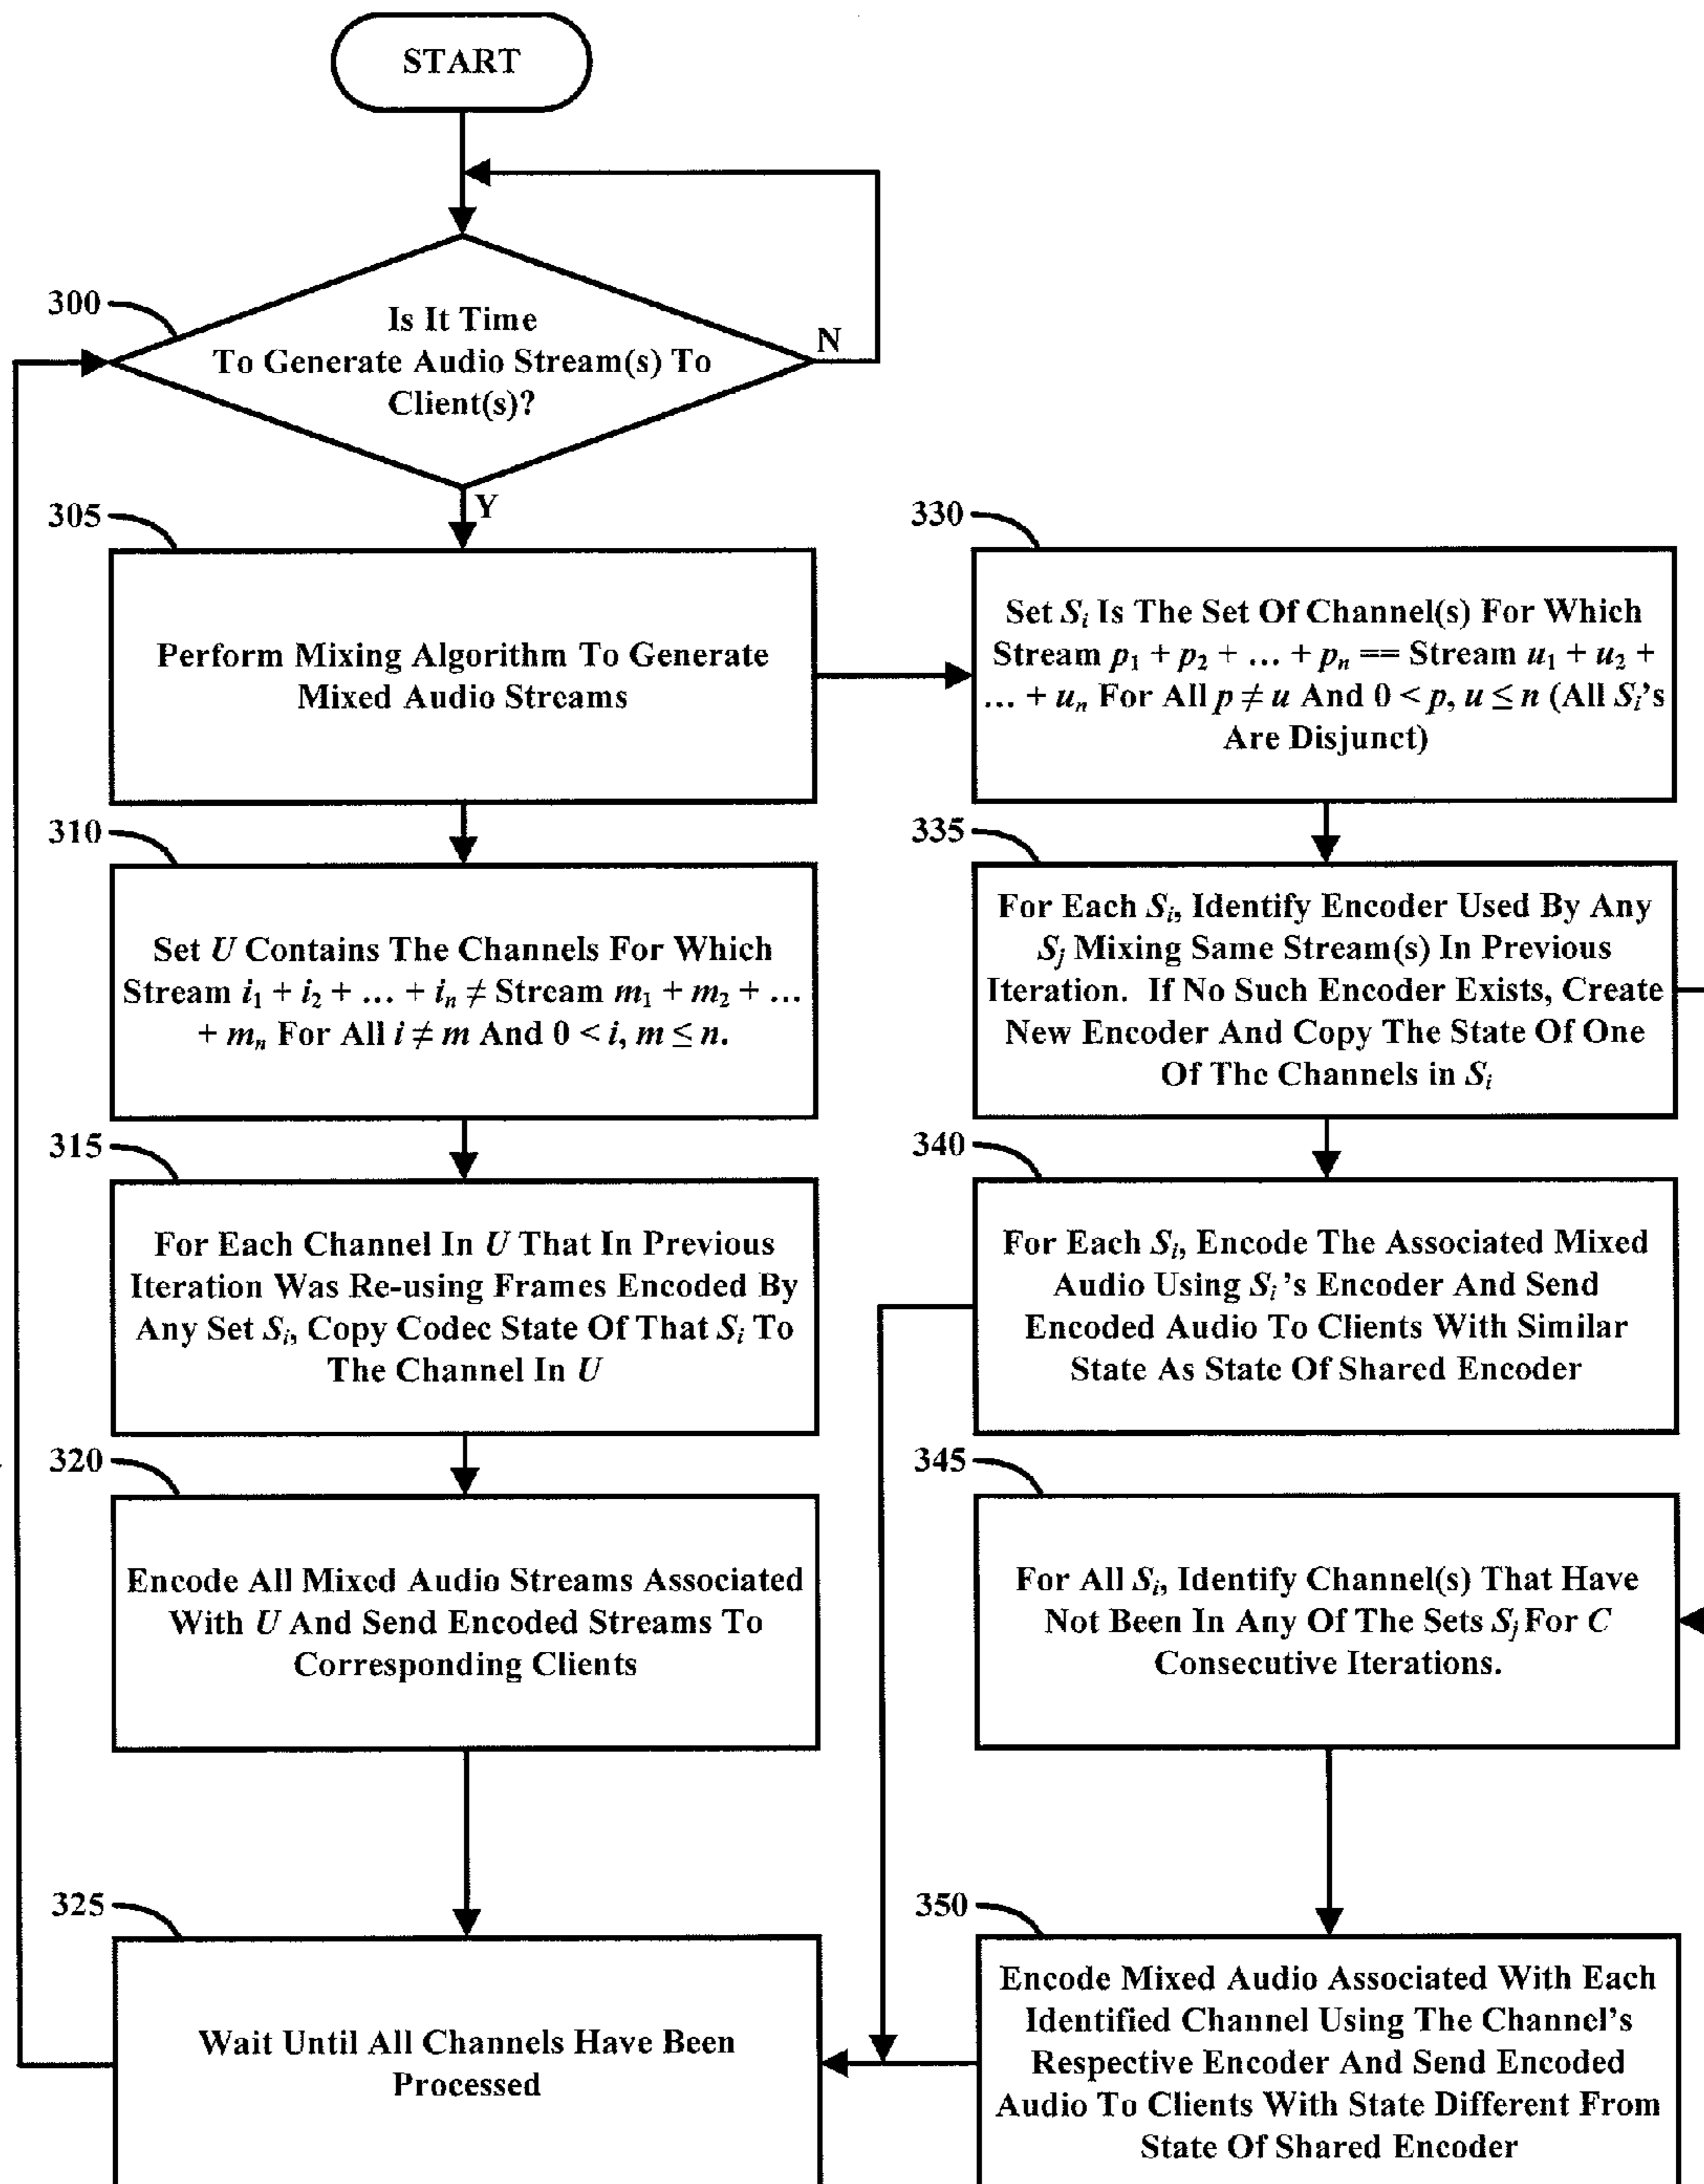 START
300
Is It Time
To Generate Audio Stream(s) To
Client(s)?
N
Y
305
Perform Mixing Algorithm To Generate
Mixed Audio Streams
310
Set U Contains The Channels For Which
Stream i₁ + i₂ + ... + iₙ ≠ Stream m₁ + m₂ + ...
+ mₙ For All i ≠ m And 0 < i, m ≤ n.
315
For Each Channel In U That In Previous
Iteration Was Re-using Frames Encoded By
Any Set Sᵢ, Copy Codec State Of That Sᵢ To
The Channel In U
320
Encode All Mixed Audio Streams Associated
With U And Send Encoded Streams To
Corresponding Clients
325
Wait Until All Channels Have Been
Processed
330
Set Sᵢ Is The Set Of Channel(s) For Which
Stream p₁ + p₂ + ... + pₙ == Stream u₁ + u₂ +
... + uₙ For All p ≠ u And 0 < p, u ≤ n (All Sᵢ's
Are Disjunct)
335
For Each Sᵢ, Identify Encoder Used By Any
Sⱼ Mixing Same Stream(s) In Previous
Iteration. If No Such Encoder Exists, Create
New Encoder And Copy The State Of One
Of The Channels in Sᵢ
340
For Each Sᵢ, Encode The Associated Mixed
Audio Using Sᵢ's Encoder And Send
Encoded Audio To Clients With Similar
State As State Of Shared Encoder
345
For All Sᵢ, Identify Channel(s) That Have
Not Been In Any Of The Sets Sⱼ For C
Consecutive Iterations.
350
Encode Mixed Audio Associated With Each
Identified Channel Using The Channel's
Respective Encoder And Send Encoded
Audio To Clients With State Different From
State Of Shared Encoder